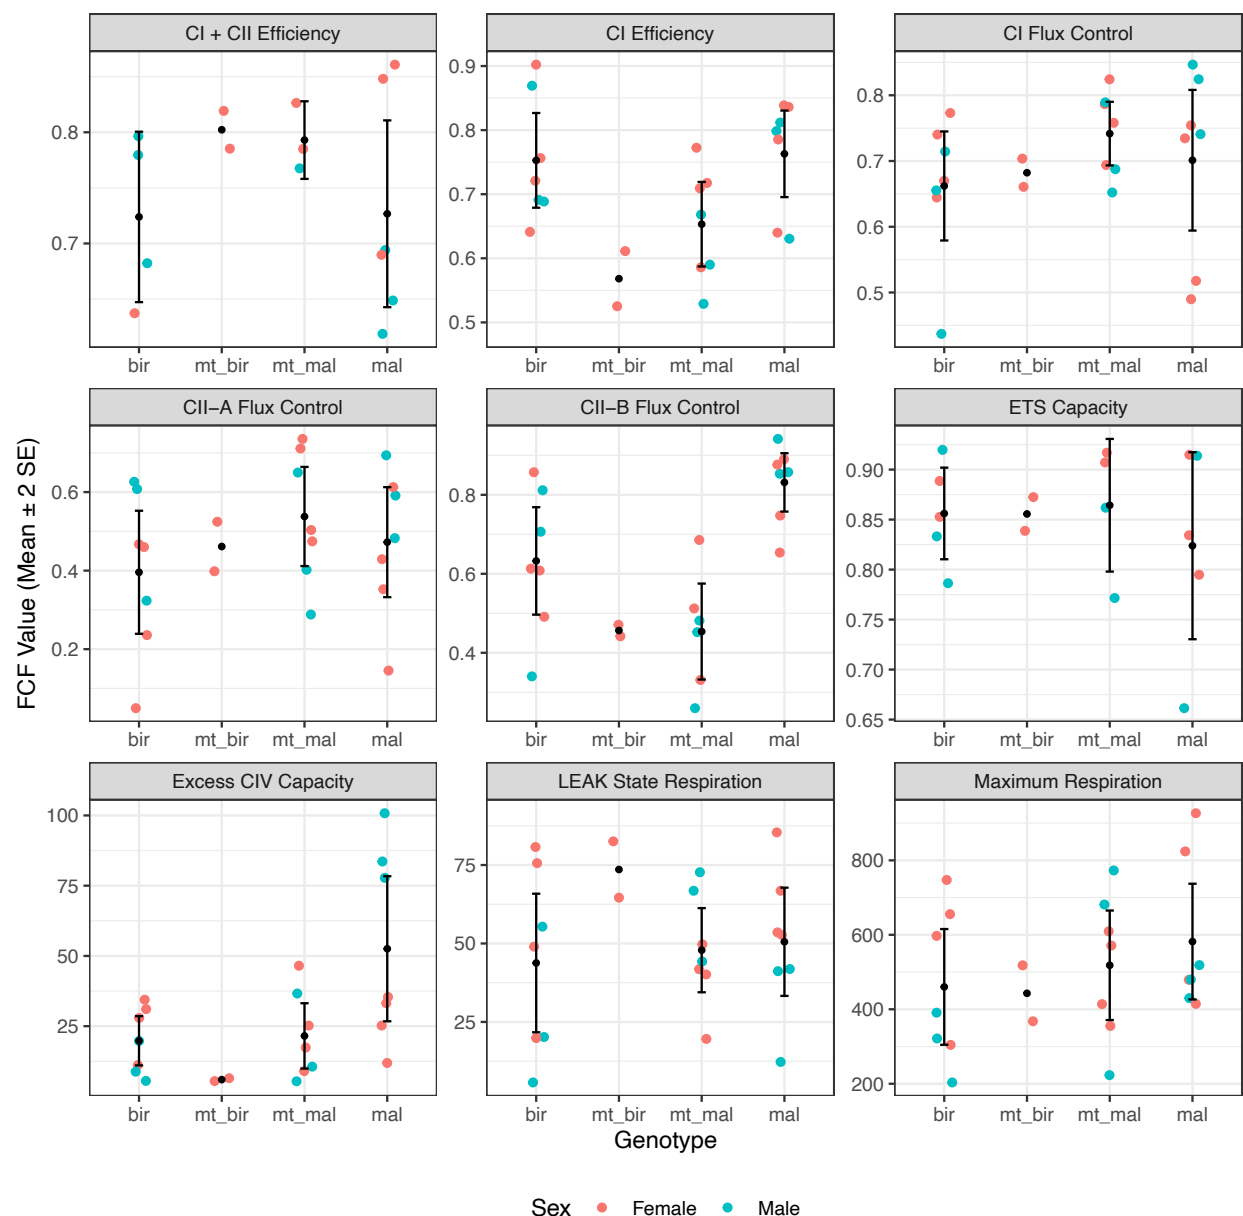 CI + CII Efficiency
CI Efficiency
CI Flux Control
0.8
0.7
0.9
0.8
0.7
0.6
0.5
0.8
0.7
0.6
0.5
bir mt_bir mt_mal mal
bir mt_bir mt_mal mal
bir mt_bir mt_mal mal
CII–A Flux Control
CII–B Flux Control
ETS Capacity
FCF Value (Mean ± 2 SE)
0.6
0.4
0.2
0.8
0.6
0.4
0.90
0.85
0.80
0.75
0.70
0.65
bir mt_bir mt_mal mal
bir mt_bir mt_mal mal
bir mt_bir mt_mal mal
Excess CIV Capacity
LEAK State Respiration
Maximum Respiration
100
75
50
25
75
50
25
800
600
400
200
bir mt_bir mt_mal mal
bir mt_bir mt_mal mal
bir mt_bir mt_mal mal
Genotype
Sex Female Male